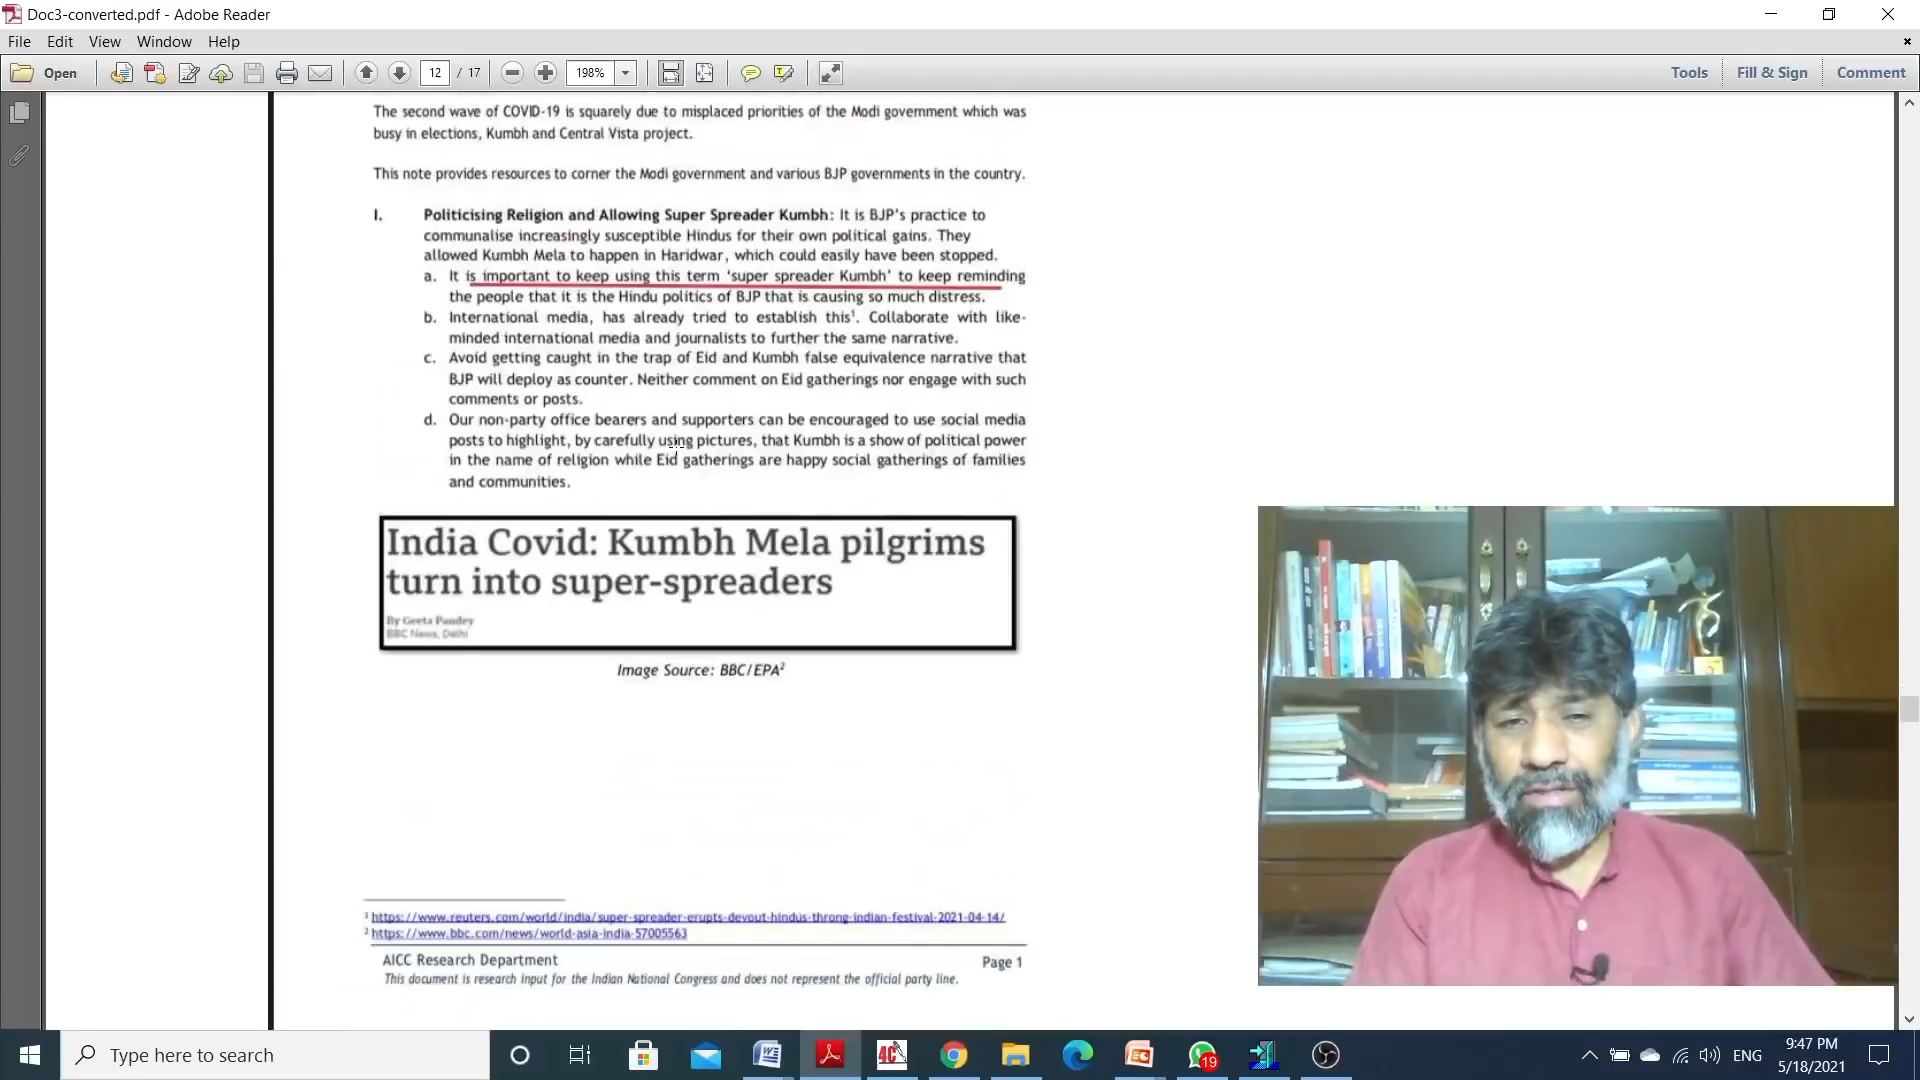 Doc3-converted.pdf - Adobe Reader
File Edit View Window Help
Open 12 / 17 198% Tools Fill & Sign Comment
The second wave of COVID-19 is squarely due to misplaced priorities of the Modi government which was
busy in elections, Kumbh and Central Vista project.
This note provides resources to corner the Modi government and various BJP governments in the country.
I. Politicising Religion and Allowing Super Spreader Kumbh: It is BJP's practice to
communalise increasingly susceptible Hindus for their own political gains. They
allowed Kumbh Mela to happen in Haridwar, which could easily have been stopped.
a. It is important to keep using this term 'super spreader Kumbh' to keep reminding
the people that it is the Hindu politics of BJP that is causing so much distress.
b. International media, has already tried to establish this¹. Collaborate with like-
minded international media and journalists to further the same narrative.
c. Avoid getting caught in the trap of Eid and Kumbh false equivalence narrative that
BJP will deploy as counter. Neither comment on Eid gatherings nor engage with such
comments or posts.
d. Our non-party office bearers and supporters can be encouraged to use social media
posts to highlight, by carefully using pictures, that Kumbh is a show of political power
in the name of religion while Eid gatherings are happy social gatherings of families
and communities.
India Covid: Kumbh Mela pilgrims
turn into super-spreaders
By Geeta Pandey
BBC News, Delhi
Image Source: BBC/EPA²
¹ https://www.reuters.com/world/india/super-spreader-erupts-devout-hindus-throng-indian-festival-2021-04-14/
² https://www.bbc.com/news/world-asia-india-57005563
AICC Research Department Page 1
This document is research input for the Indian National Congress and does not represent the official party line.
Type here to search 19 ENG 9:47 PM
5/18/2021